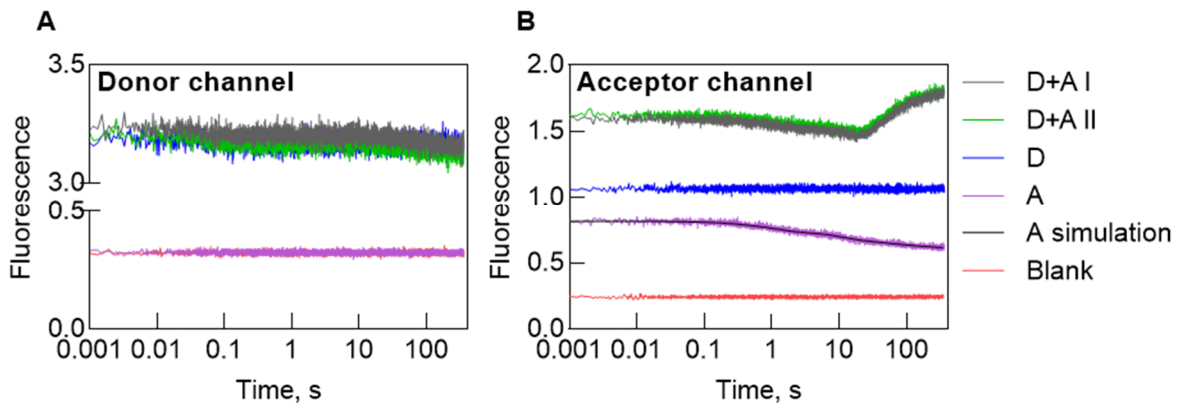 A
B
3.5
Donor channel
3.0
0.5
0.0
Fluorescence
0.001 0.01 0.1 1 10 100
Time, s
2.0
Acceptor channel
1.5
1.0
0.5
0.0
Fluorescence
0.001 0.01 0.1 1 10 100
Time, s
D+A I
D+A II
D
A
A simulation
Blank